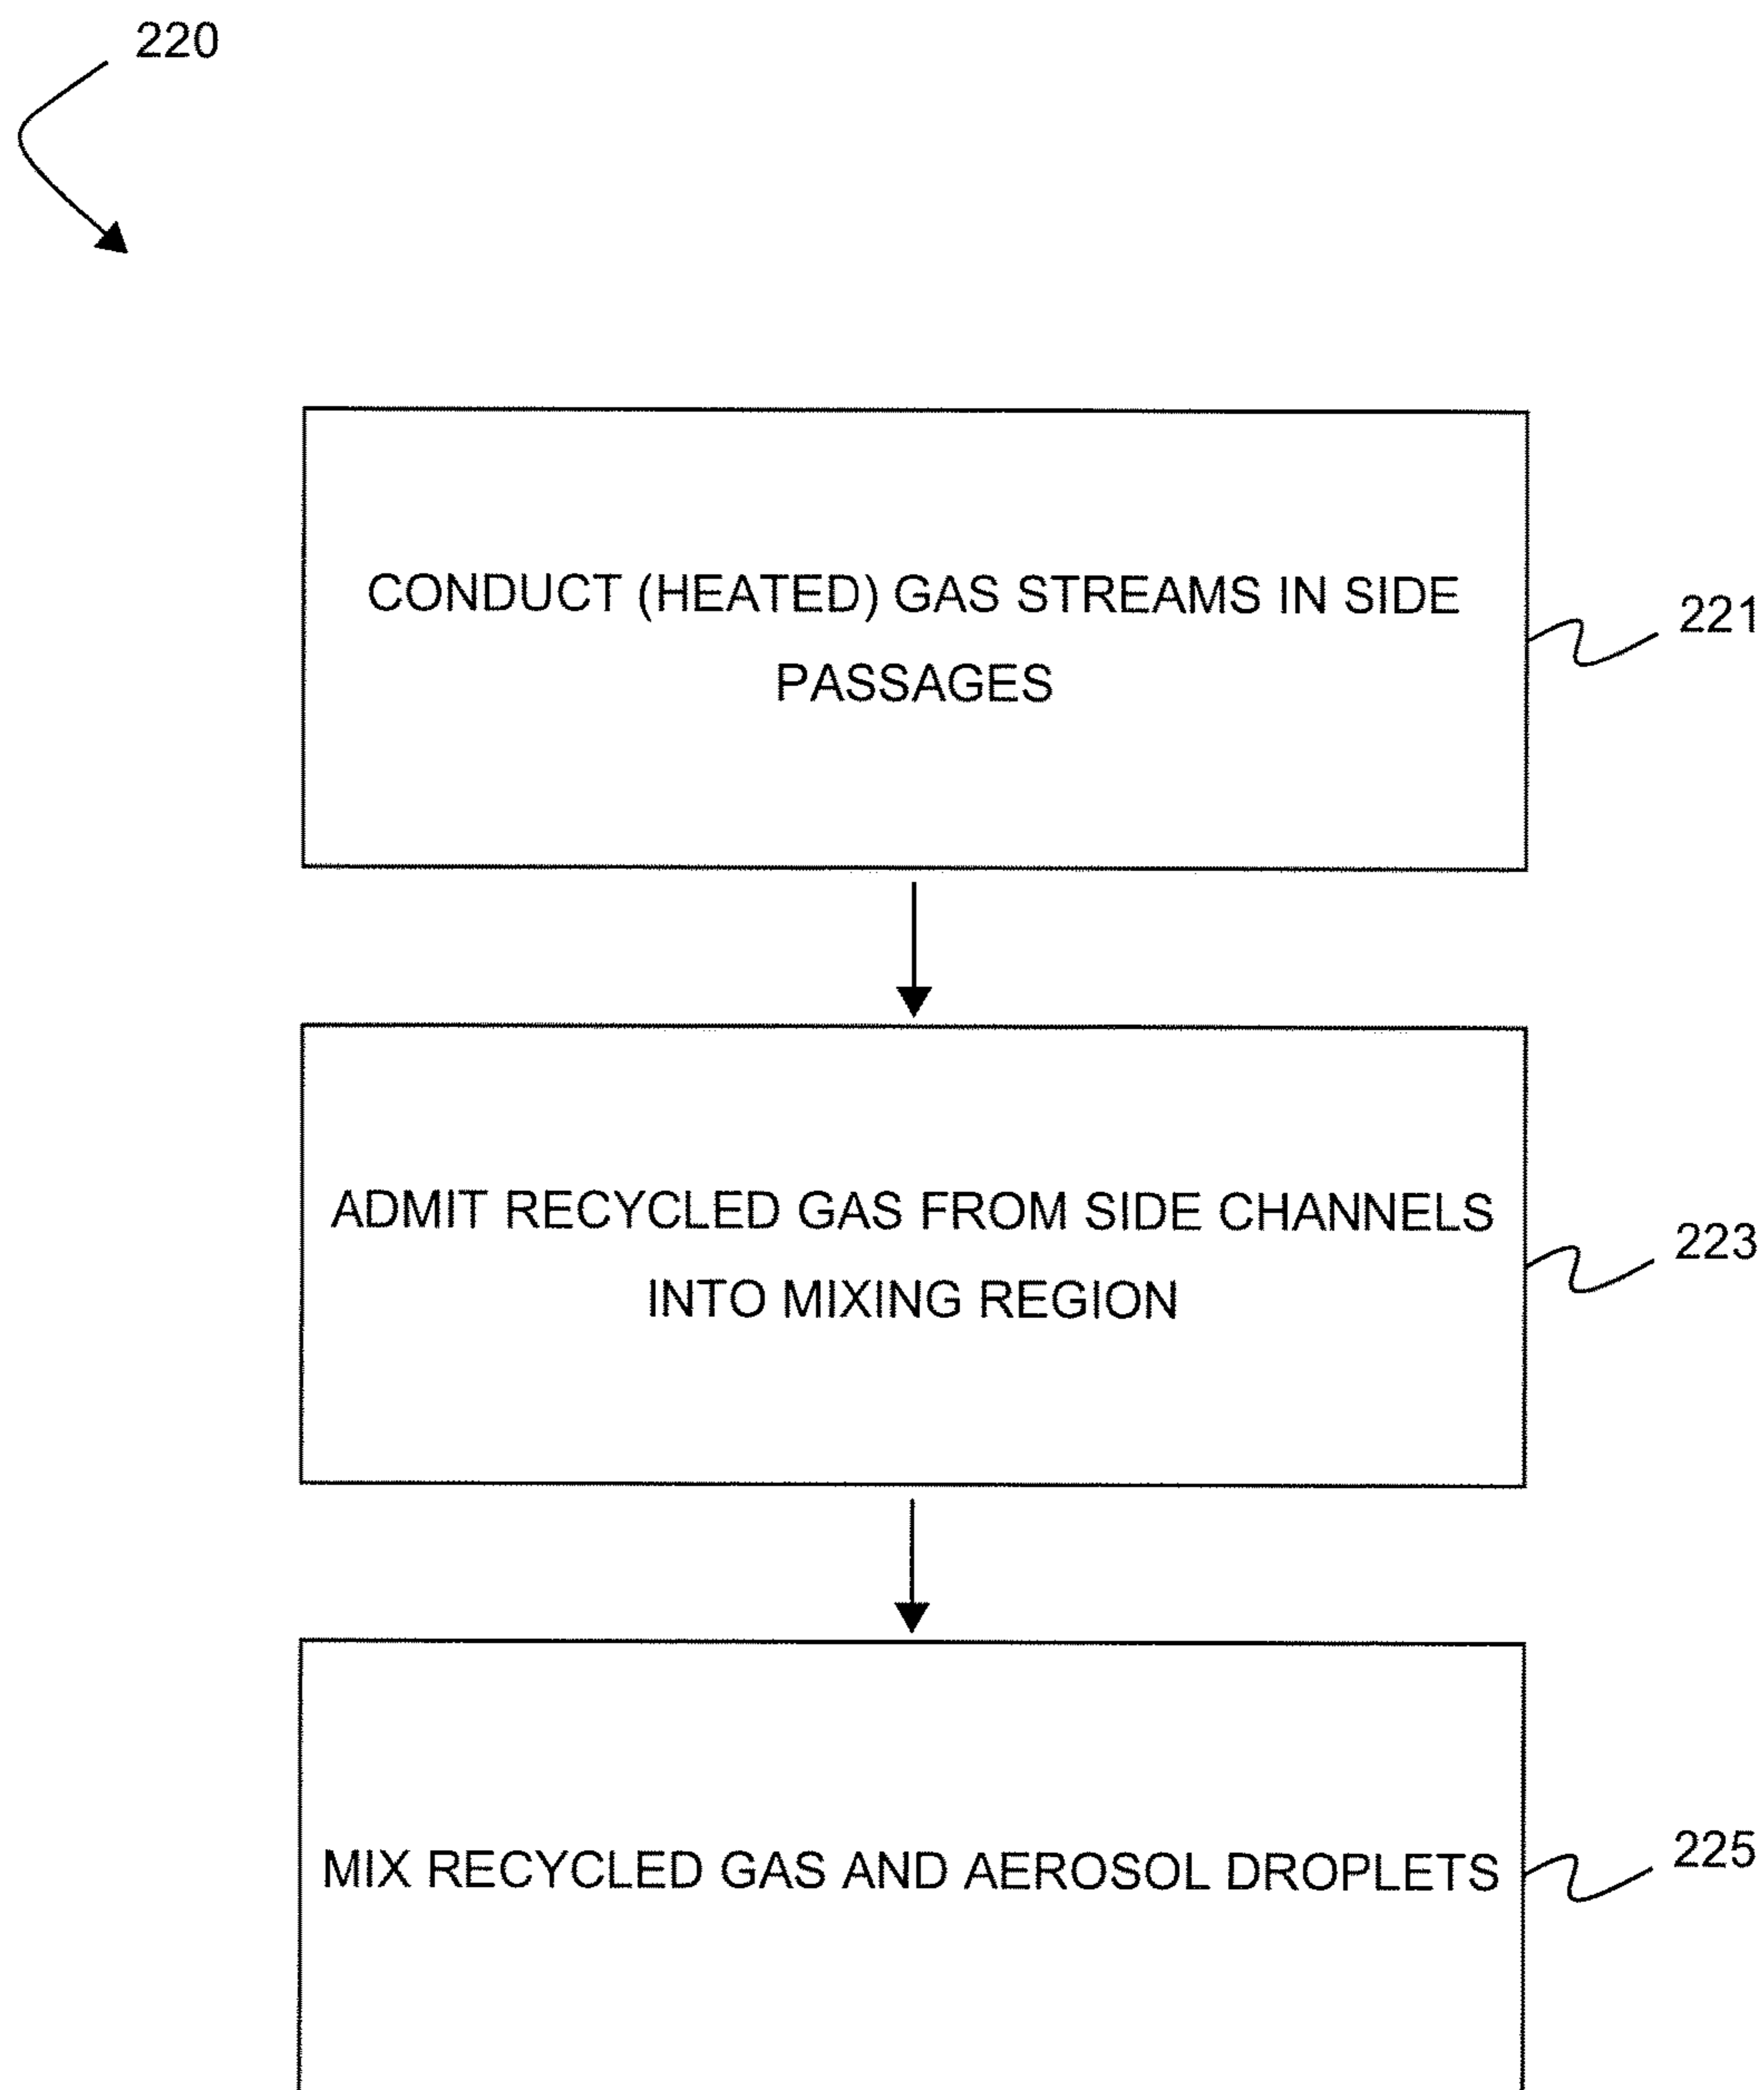 220
CONDUCT (HEATED) GAS STREAMS IN SIDE
PASSAGES
221
ADMIT RECYCLED GAS FROM SIDE CHANNELS
INTO MIXING REGION
223
MIX RECYCLED GAS AND AEROSOL DROPLETS
225